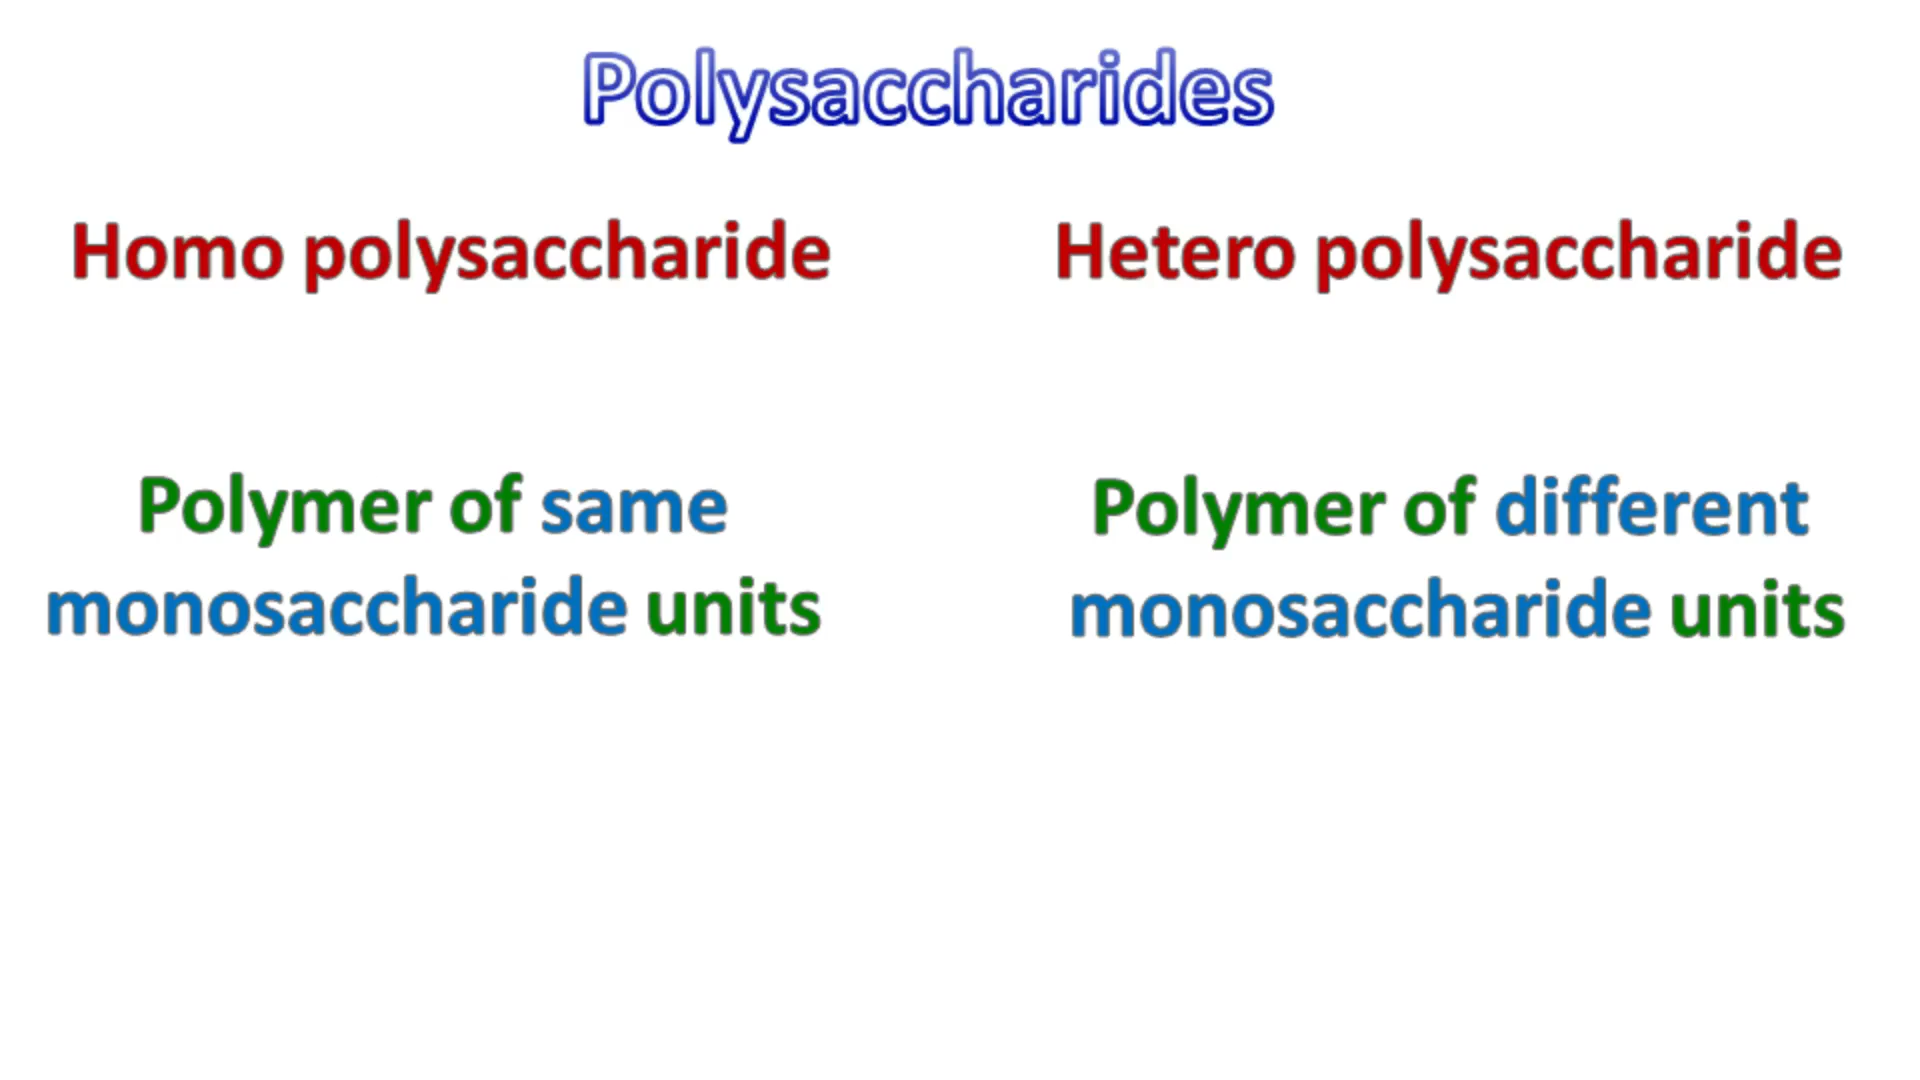 Polysaccharides
Homo polysaccharide
Hetero polysaccharide
Polymer of same
monosaccharide units
Polymer of different
monosaccharide units